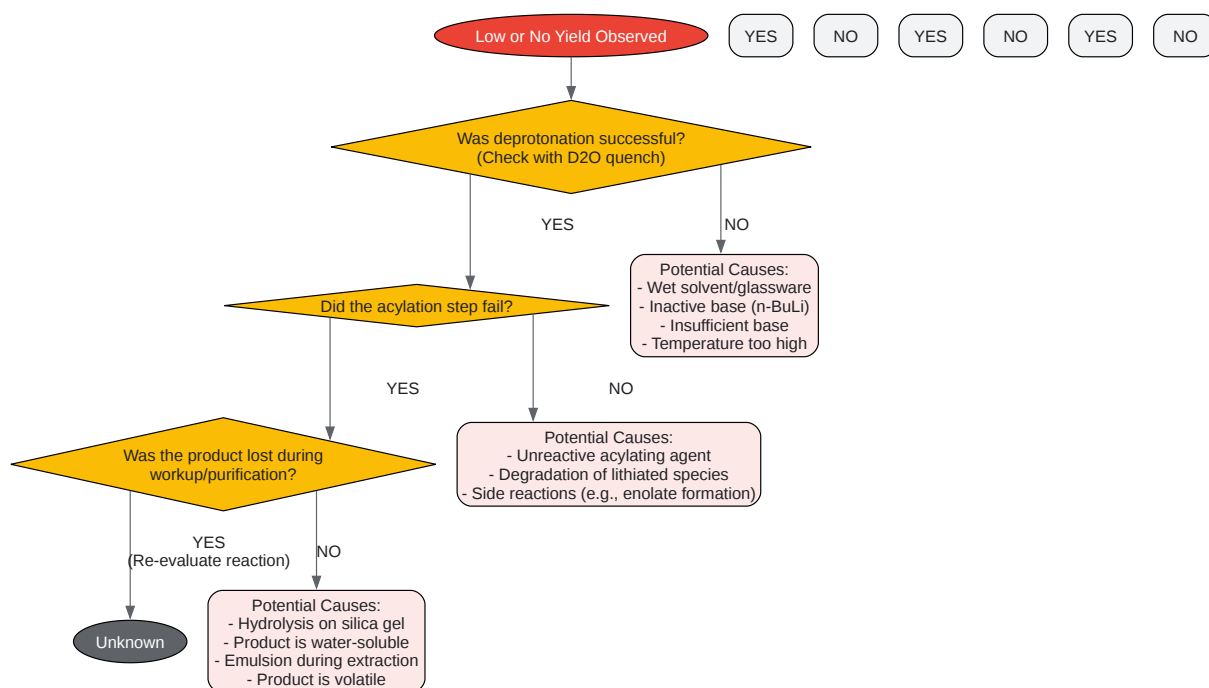 Low or No Yield Observed
YES
NO
YES
NO
YES
NO
Was deprotonation successful?
(Check with D2O quench)
YES
NO
Potential Causes:
- Wet solvent/glassware
- Inactive base (n-BuLi)
- Insufficient base
- Temperature too high
Did the acylation step fail?
YES
NO
Potential Causes:
- Unreactive acylating agent
- Degradation of lithiated species
- Side reactions (e.g., enolate formation)
Was the product lost during
workup/purification?
YES
(Re-evaluate reaction)
NO
Unknown
Potential Causes:
- Hydrolysis on silica gel
- Product is water-soluble
- Emulsion during extraction
- Product is volatile